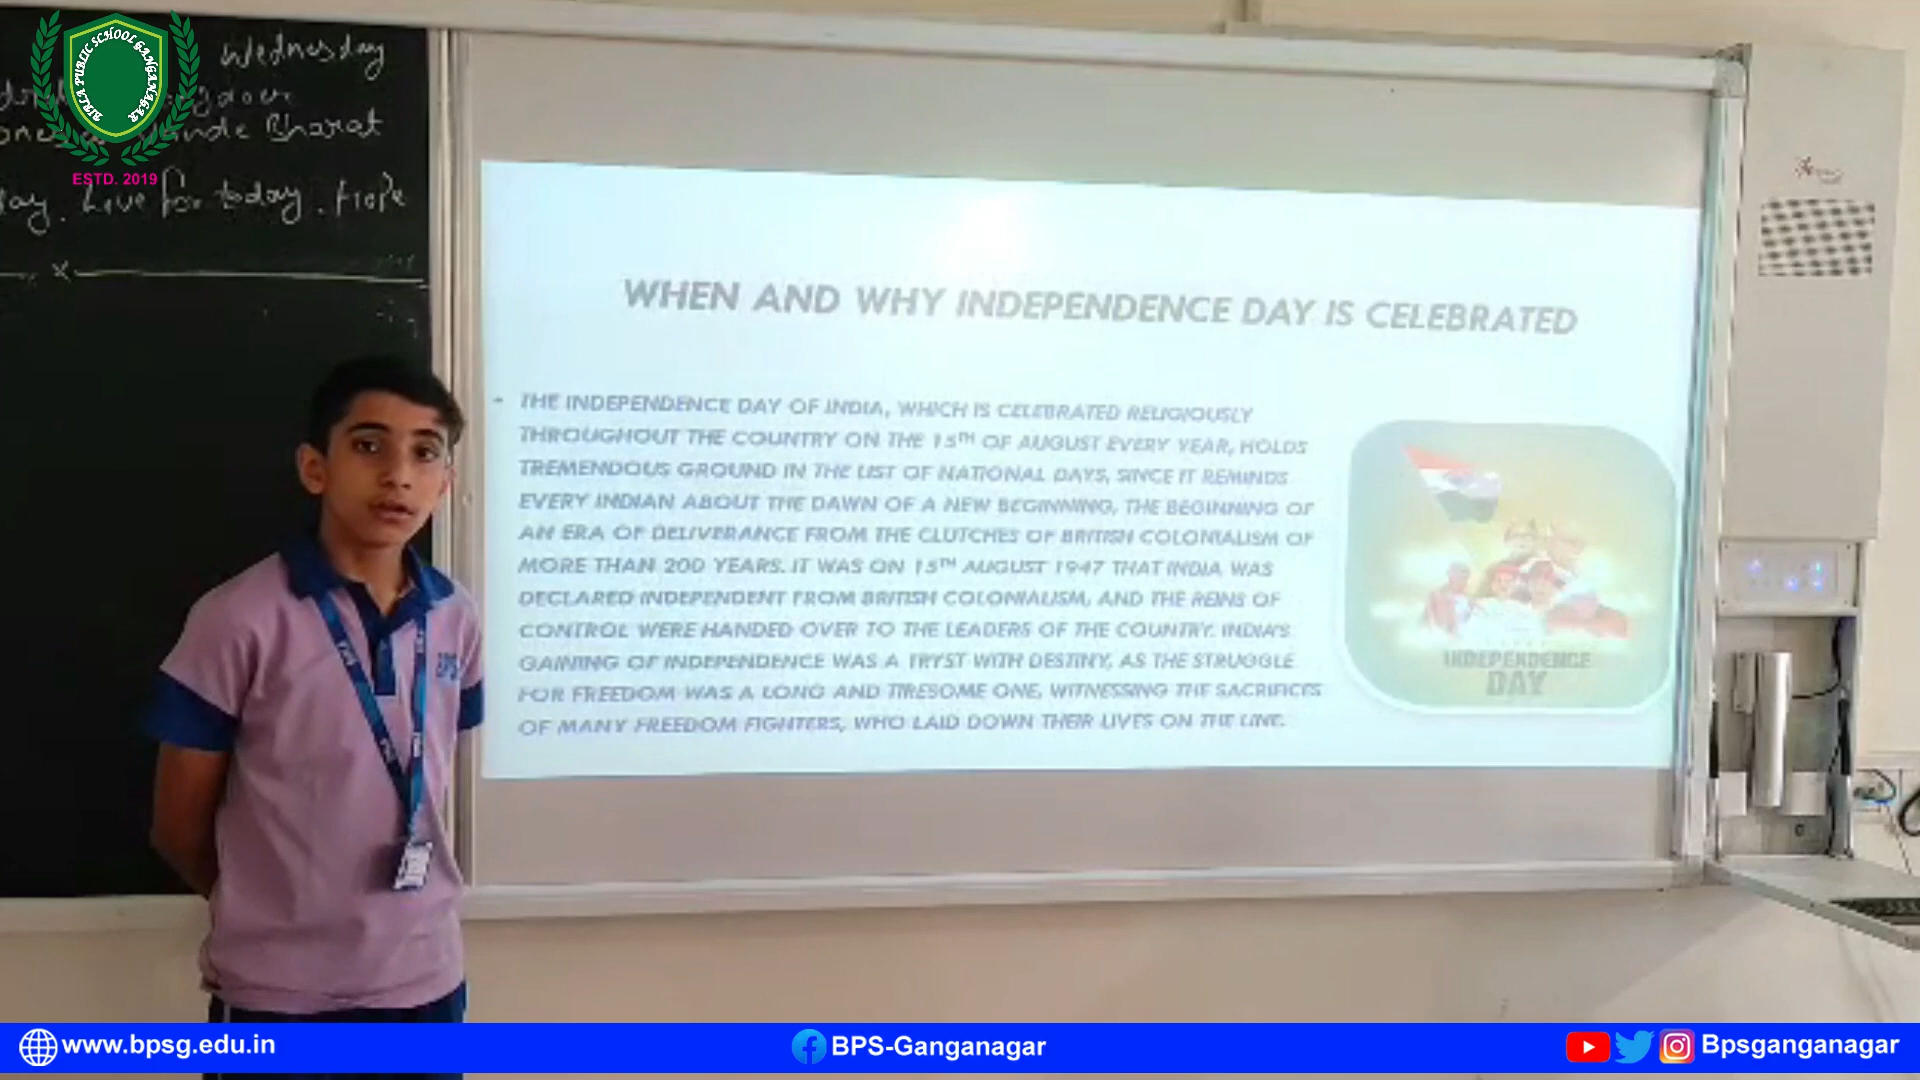 BIRLA PUBLIC SCHOOL GANGANAGAR
ESTD. 2019
Wednesday
Bharat
Live for today. Hope
x
WHEN AND WHY INDEPENDENCE DAY IS CELEBRATED
- THE INDEPENDENCE DAY OF INDIA, WHICH IS CELEBRATED RELIGIOUSLY
THROUGHOUT THE COUNTRY ON THE 15TH OF AUGUST EVERY YEAR, HOLDS
TREMENDOUS GROUND IN THE LIST OF NATIONAL DAYS, SINCE IT REMINDS
EVERY INDIAN ABOUT THE DAWN OF A NEW BEGINNING, THE BEGINNING OF
AN ERA OF DELIVERANCE FROM THE CLUTCHES OF BRITISH COLONIALISM OF
MORE THAN 200 YEARS. IT WAS ON 15TH AUGUST 1947 THAT INDIA WAS
DECLARED INDEPENDENT FROM BRITISH COLONIALISM, AND THE REINS OF
CONTROL WERE HANDED OVER TO THE LEADERS OF THE COUNTRY. INDIA'S
GAINING OF INDEPENDENCE WAS A TRYST WITH DESTINY, AS THE STRUGGLE
FOR FREEDOM WAS A LONG AND TIRESOME ONE, WITNESSING THE SACRIFICES
OF MANY FREEDOM FIGHTERS, WHO LAID DOWN THEIR LIVES ON THE LINE.
INDEPENDENCE
DAY
BPS
www.bpsg.edu.in
BPS-Ganganagar
Bpsganganagar